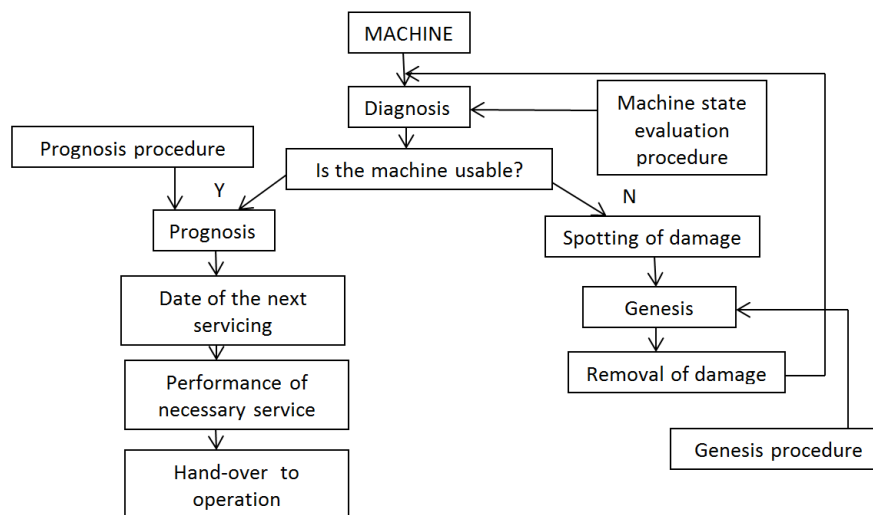 MACHINE
Diagnosis
Machine state
evaluation
procedure
Prognosis procedure
Is the machine usable?
Y
N
Prognosis
Spotting of damage
Date of the next
servicing
Genesis
Performance of
necessary service
Removal of damage
Genesis procedure
Hand-over to
operation